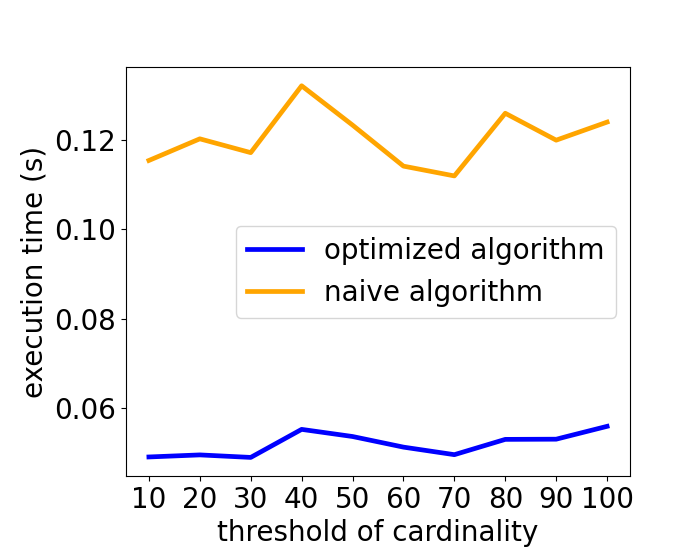 0.12
0.10
0.08
0.06
execution time (s)
optimized algorithm
naive algorithm
10 20 30 40 50 60 70 80 90 100
threshold of cardinality